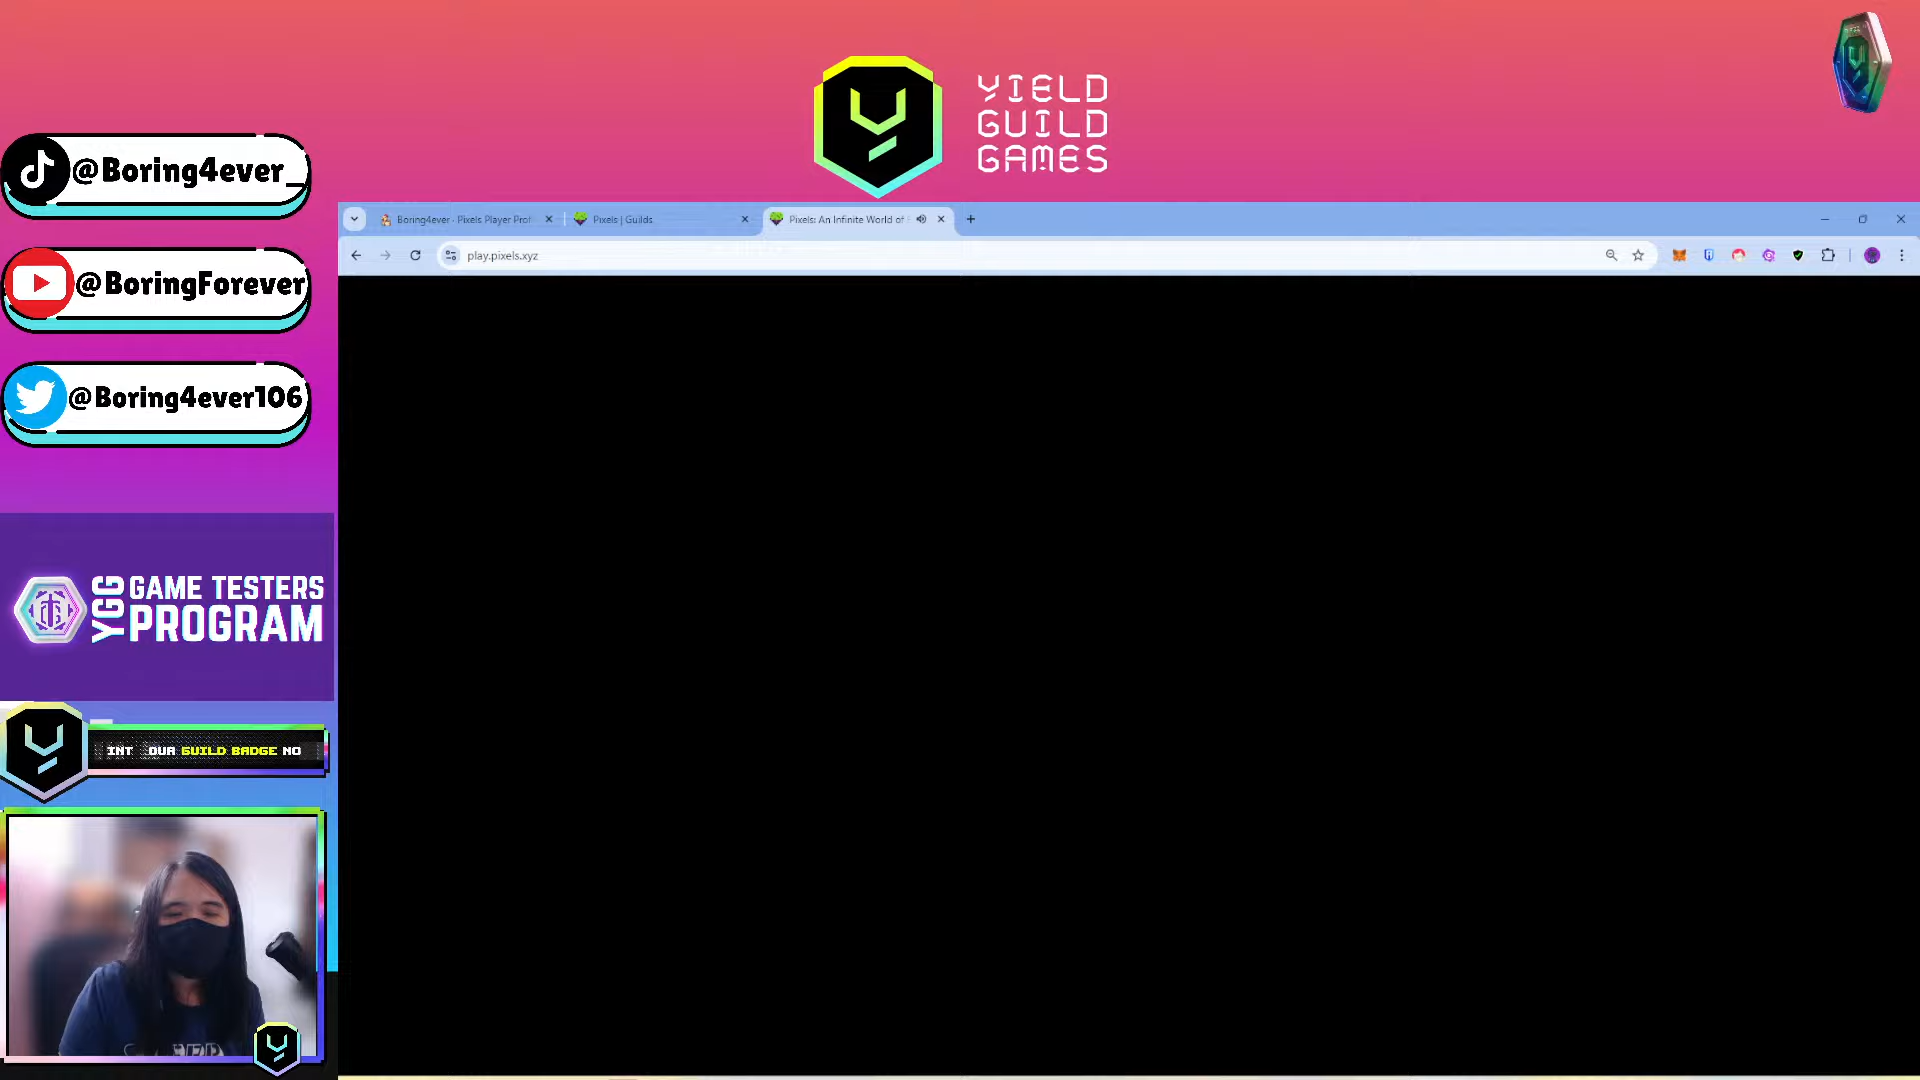 YIELD
GUILD
GAMES
@Boring4ever_
@BoringForever
@Boring4ever106
Boring4ever - Pixels Player Prof
Pixels | Guilds
Pixels: An Infinite World of
play.pixels.xyz
YGG
GAME TESTERS
PROGRAM
INT OUR GUILD BADGE NO